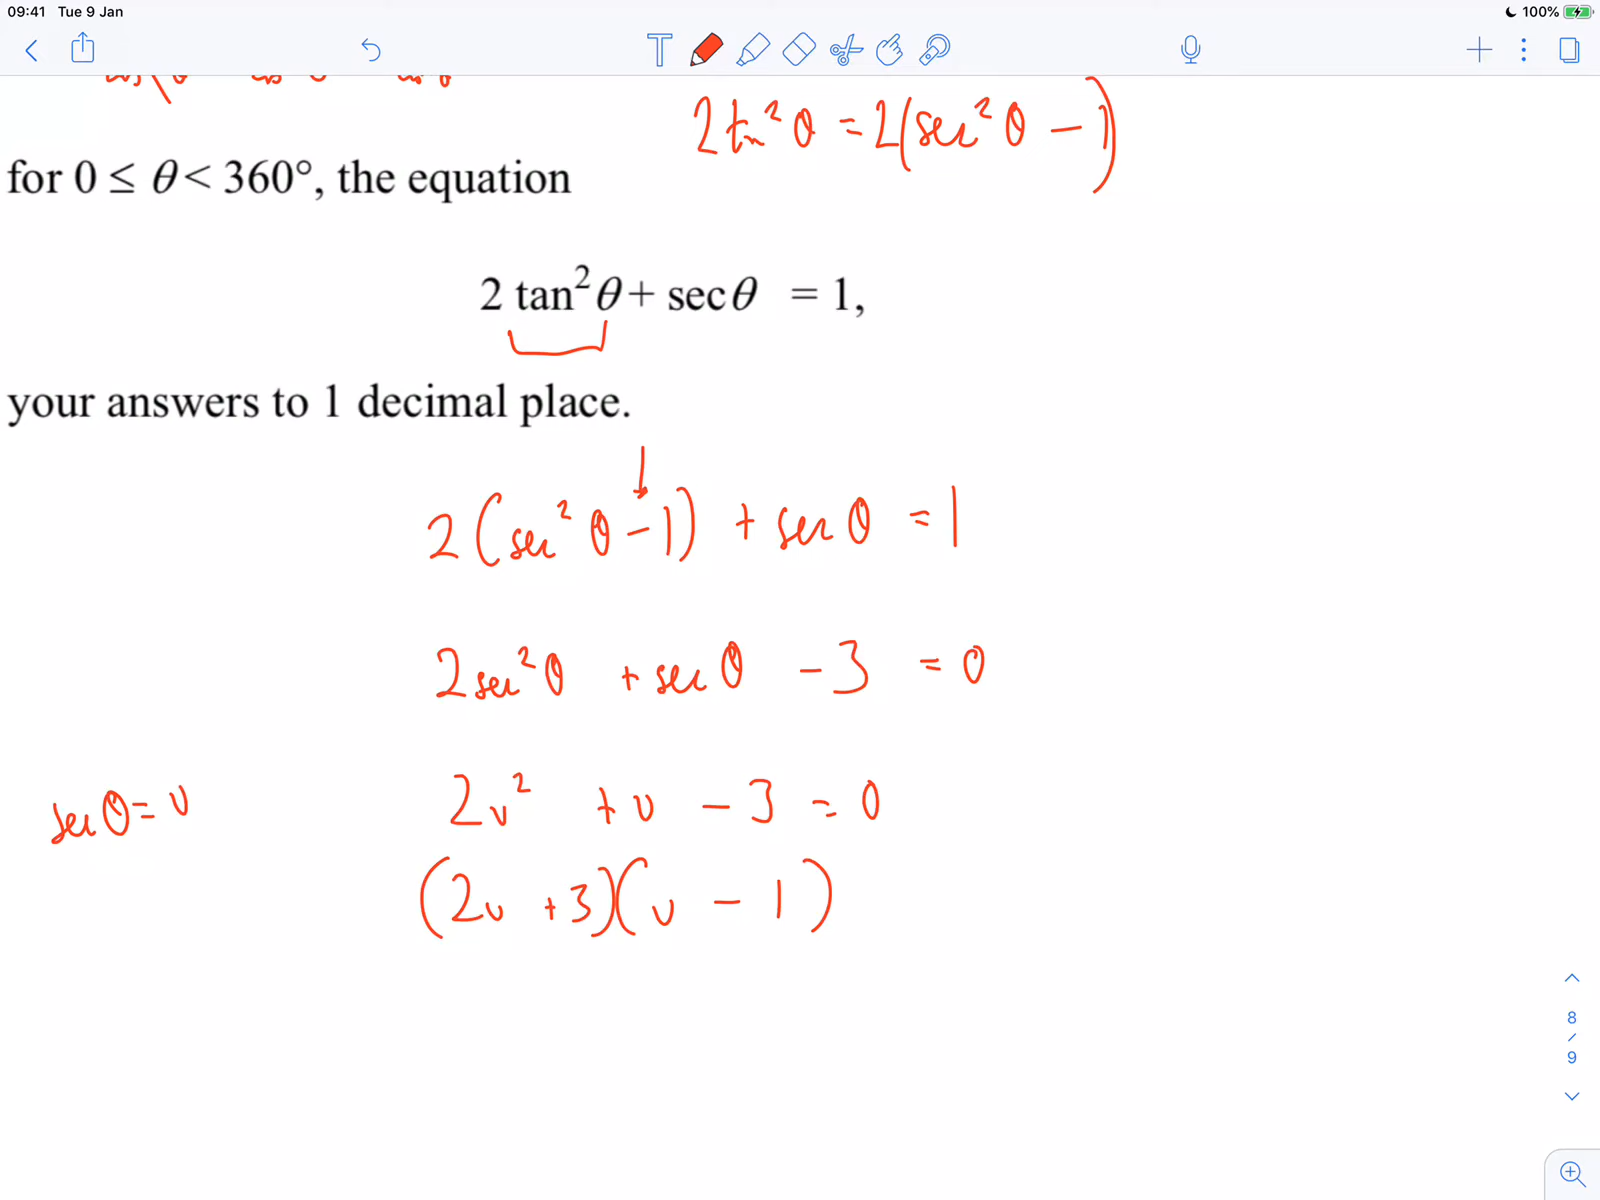 09:41 Tue 9 Jan
100%
2tan²θ = 2(sec²θ – 1)
for 0 ≤ θ < 360°, the equation
2 tan²θ + secθ = 1,
your answers to 1 decimal place.
2(sec²θ – 1) + secθ = 1
2sec²θ + secθ – 3 = 0
secθ = u
2u² + u – 3 = 0
(2u + 3)(u – 1)
8
/
9